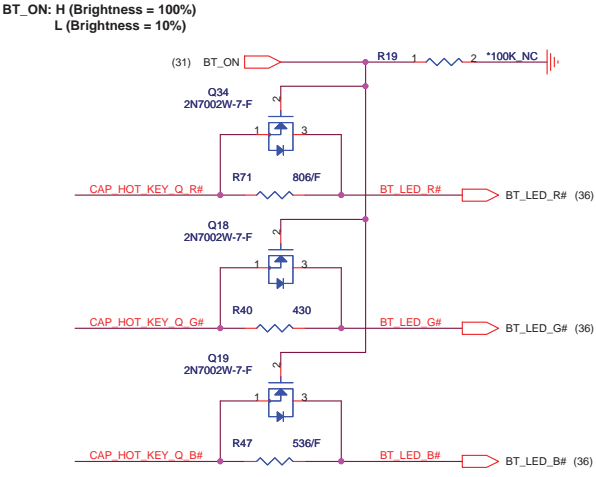 BT_ON: H (Brightness = 100%)
L (Brightness = 10%)
(31) BT_ON
R19 1 2 *100K_NC
Q34
2N7002W-7-F
2
1 3
R71 806/F
CAP_HOT_KEY_Q_R# BT_LED_R# BT_LED_R# (36)
Q18
2N7002W-7-F
2
1 3
R40 430
CAP_HOT_KEY_Q_G# BT_LED_G# BT_LED_G# (36)
Q19
2N7002W-7-F
2
1 3
R47 536/F
CAP_HOT_KEY_Q_B# BT_LED_B# BT_LED_B# (36)